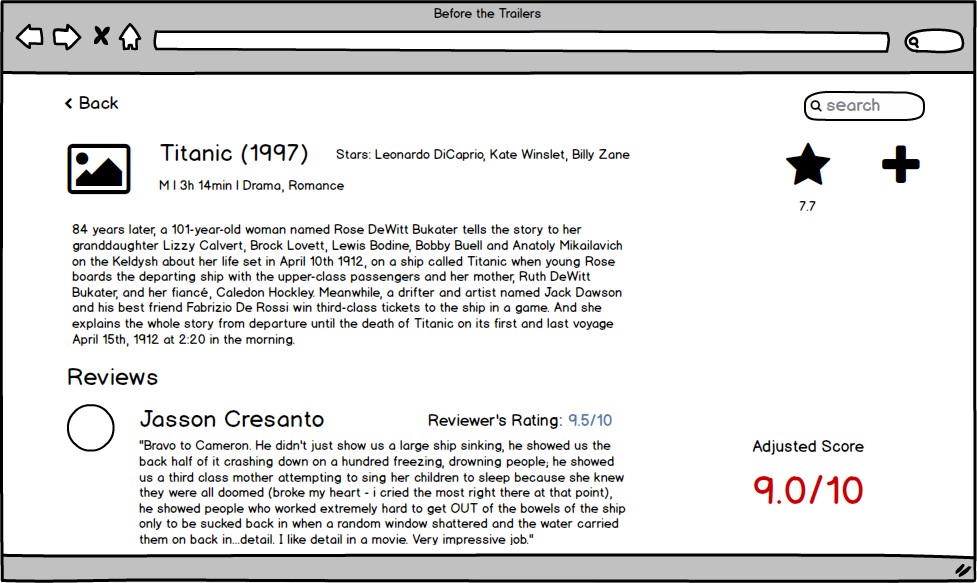 Before the Trailers
Back
search
Titanic (1997)
Stars: Leonardo DiCaprio, Kate Winslet, Billy Zane
M | 3h 14min | Drama, Romance
7.7
84 years later, a 101-year-old woman named Rose DeWitt Bukater tells the story to her
granddaughter Lizzy Calvert, Brock Lovett, Lewis Bodine, Bobby Buell and Anatoly Mikailavich
on the Keldysh about her life set in April 10th 1912, on a ship called Titanic when young Rose
boards the departing ship with the upper-class passengers and her mother, Ruth DeWitt
Bukater, and her fiancé, Caledon Hockley. Meanwhile, a drifter and artist named Jack Dawson
and his best friend Fabrizio De Rossi win third-class tickets to the ship in a game. And she
explains the whole story from departure until the death of Titanic on its first and last voyage
April 15th, 1912 at 2:20 in the morning.
Reviews
Jasson Cresanto
Reviewer's Rating: 9.5/10
"Bravo to Cameron. He didn't just show us a large ship sinking, he showed us the
back half of it crashing down on a hundred freezing, drowning people; he showed
us a third class mother attempting to sing her children to sleep because she knew
they were all doomed (broke my heart - i cried the most right there at that point),
he showed people who worked extremely hard to get OUT of the bowels of the ship
only to be sucked back in when a random window shattered and the water carried
them on back in...detail. I like detail in a movie. Very impressive job."
Adjusted Score
9.0/10